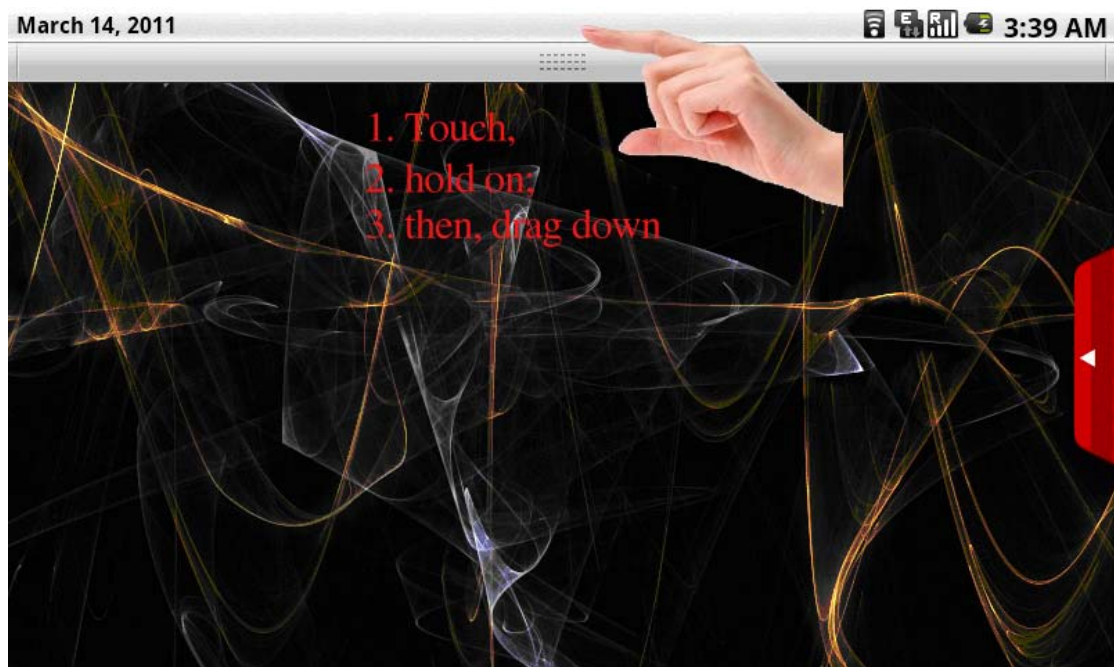 March 14, 2011
E
R
3:39 AM
1. Touch,
2. hold on;
3. then, drag down